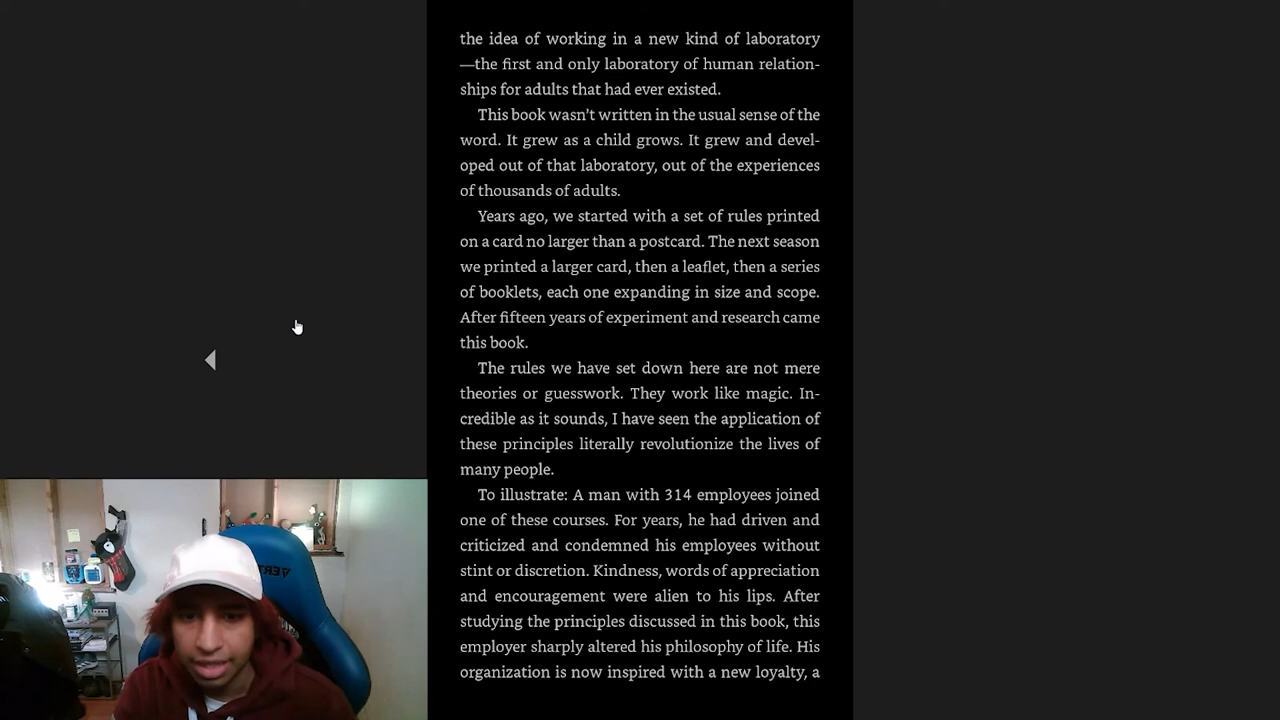 the idea of working in a new kind of laboratory
—the first and only laboratory of human relation-
ships for adults that had ever existed.
This book wasn't written in the usual sense of the
word. It grew as a child grows. It grew and devel-
oped out of that laboratory, out of the experiences
of thousands of adults.
Years ago, we started with a set of rules printed
on a card no larger than a postcard. The next season
we printed a larger card, then a leaflet, then a series
of booklets, each one expanding in size and scope.
After fifteen years of experiment and research came
this book.
The rules we have set down here are not mere
theories or guesswork. They work like magic. In-
credible as it sounds, I have seen the application of
these principles literally revolutionize the lives of
many people.
To illustrate: A man with 314 employees joined
one of these courses. For years, he had driven and
criticized and condemned his employees without
stint or discretion. Kindness, words of appreciation
and encouragement were alien to his lips. After
studying the principles discussed in this book, this
employer sharply altered his philosophy of life. His
organization is now inspired with a new loyalty, a